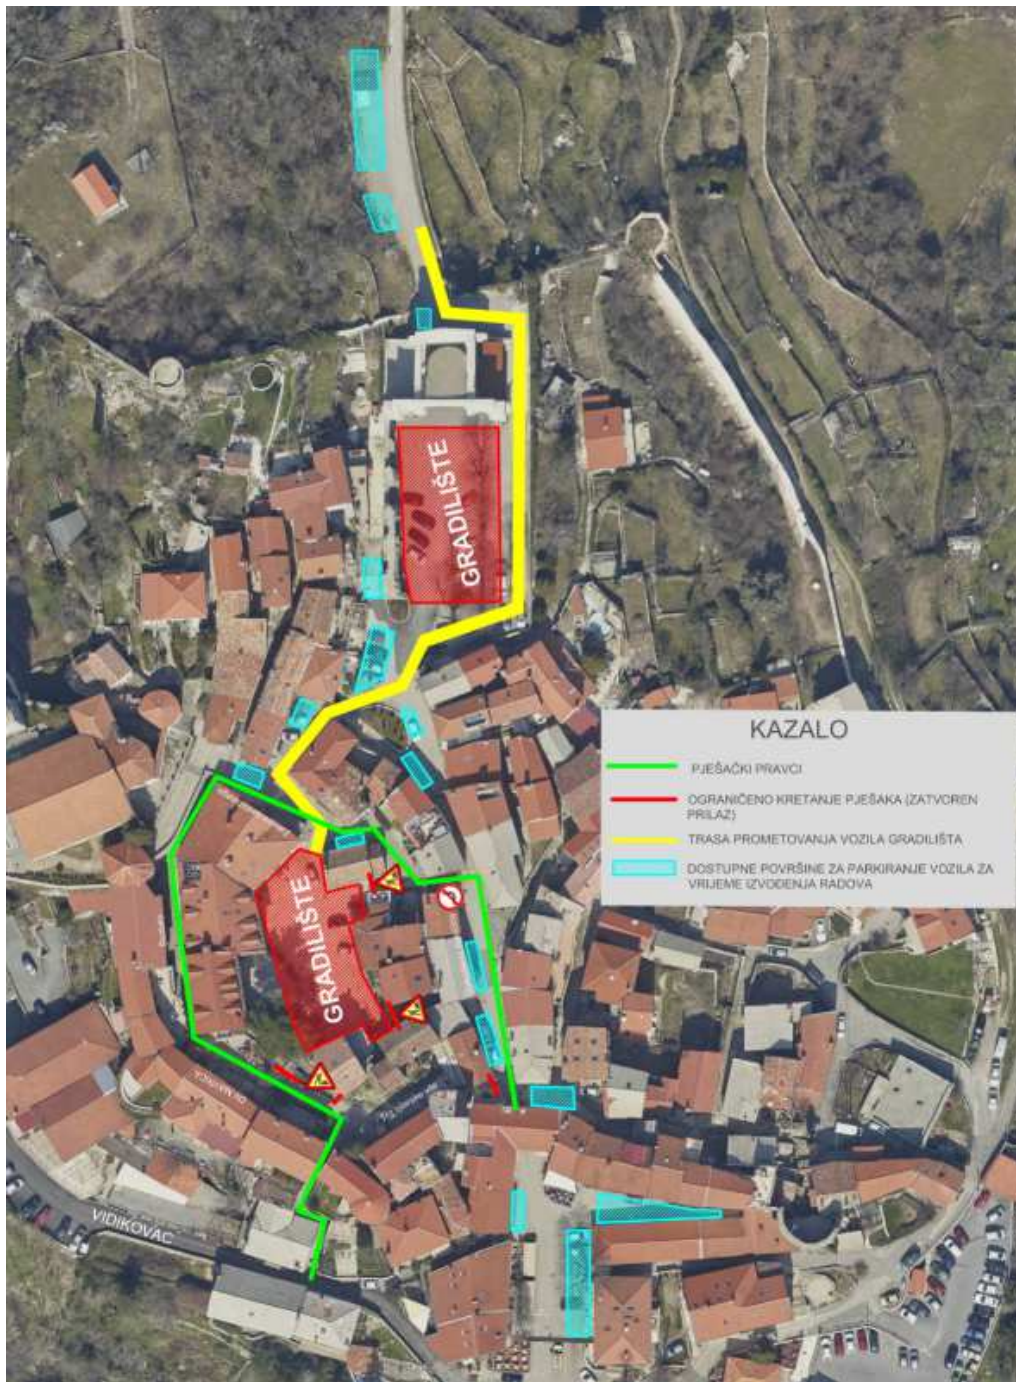 GRADILIŠTE
KAZALO
PJEŠAČKI PRAVCI
OGRANIČENO KRETANJE PJEŠAKA (ZATVOREN
PRILAZ)
TRASA PROMETOVANJA VOZILA GRADILIŠTA
DOSTUPNE POVRŠINE ZA PARKIRANJE VOZILA ZA
VRIJEME IZVOĐENJA RADOVA
GRADILIŠTE
VIDIKOVAC